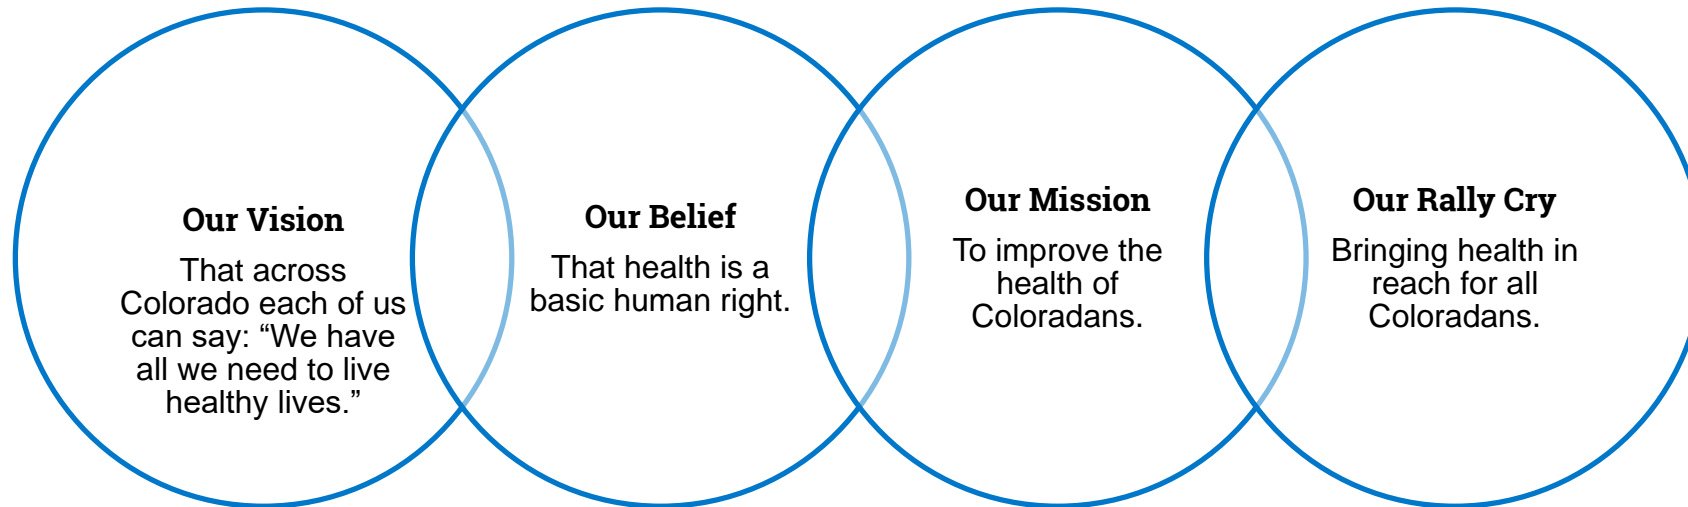 Our Vision
That across
Colorado each of us
can say: “We have
all we need to live
healthy lives.”
Our Belief
That health is a
basic human right.
Our Mission
To improve the
health of
Coloradans.
Our Rally Cry
Bringing health in
reach for all
Coloradans.